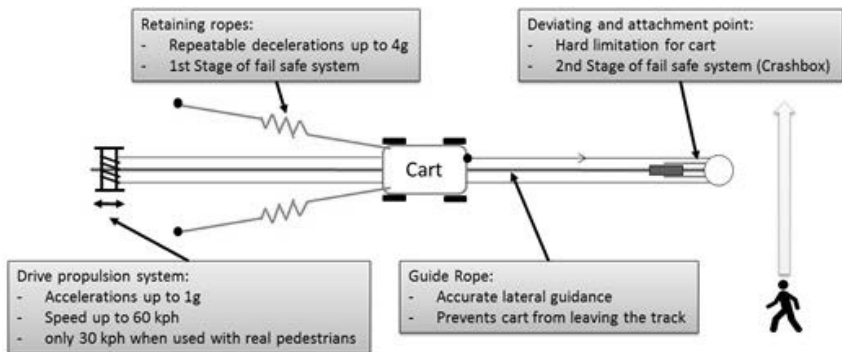 Retaining ropes:
- Repeatable decelerations up to 4g
- 1st Stage of fail safe system
Deviating and attachment point:
- Hard limitation for cart
- 2nd Stage of fail safe system (Crashbox)
Cart
Drive propulsion system:
- Accelerations up to 1g
- Speed up to 60 kph
- only 30 kph when used with real pedestrians
Guide Rope:
- Accurate lateral guidance
- Prevents cart from leaving the track